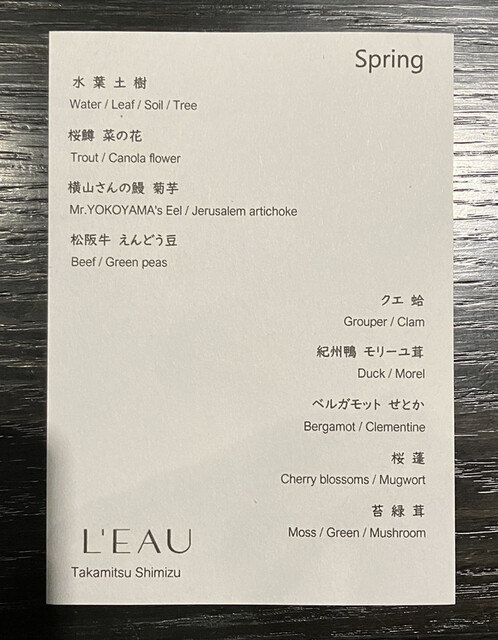 Spring
水 葉 土 樹
Water / Leaf / Soil / Tree
桜鱒 菜の花
Trout / Canola flower
横山さんの鰻 菊芋
Mr.YOKOYAMA's Eel / Jerusalem artichoke
松阪牛 えんどう豆
Beef / Green peas
クエ 蛤
Grouper / Clam
紀州鴨 モリーユ茸
Duck / Morel
ベルガモット せとか
Bergamot / Clementine
桜 蓬
Cherry blossoms / Mugwort
苔 緑 茸
Moss / Green / Mushroom
L'EAU
Takamitsu Shimizu